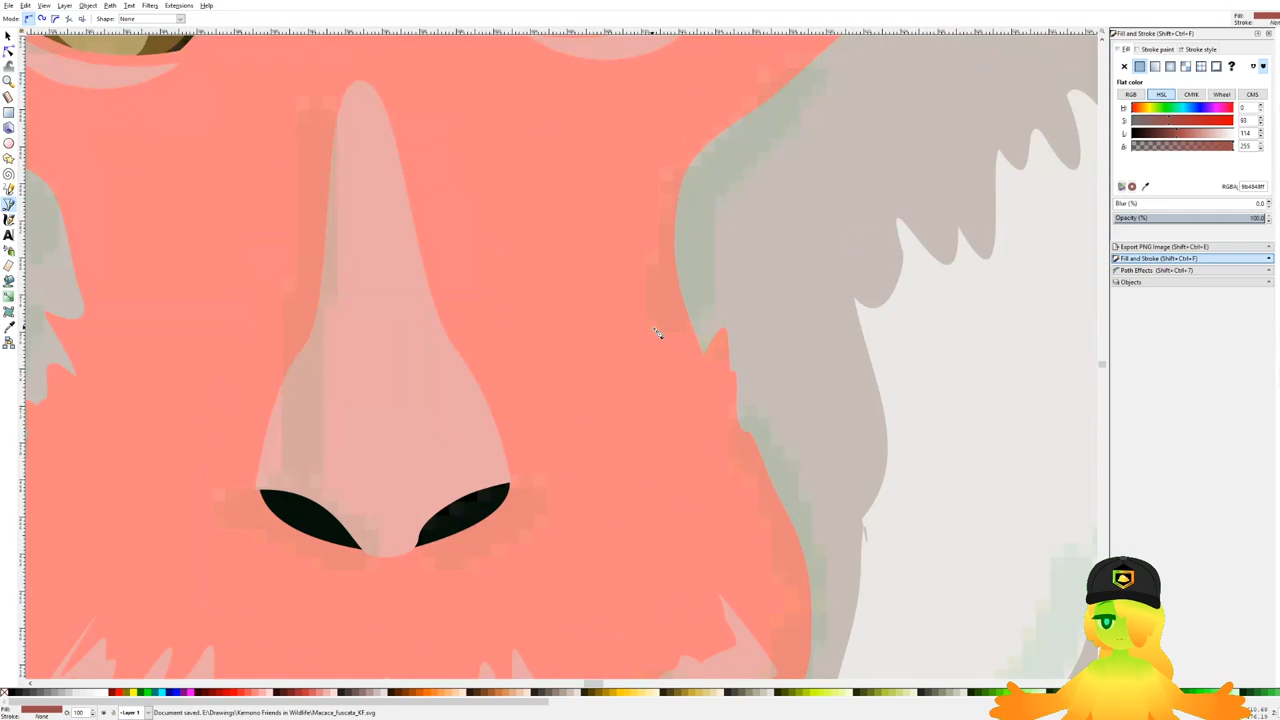 File Edit View Layer Object Path Text Filters Extensions Help
Mode: Shape: None
Fill:
Stroke:
Fill and Stroke (Shift+Ctrl+F)
Fill Stroke paint Stroke style
Flat color
RGB HSL CMYK Wheel CMS
H: 0
S: 93
L: 114
A: 255
RGBA: 9b4848ff
Blur (%) 0.0
Opacity (%) 100.0
Export PNG Image (Shift+Ctrl+E)
Fill and Stroke (Shift+Ctrl+F)
Path Effects (Shift+Ctrl+7)
Objects
Fill:
Stroke: None
O: 100
Layer 1
Document saved. E:\Drawings\Kemono Friends in Wildlife\Macaca_fuscata_KF.svg